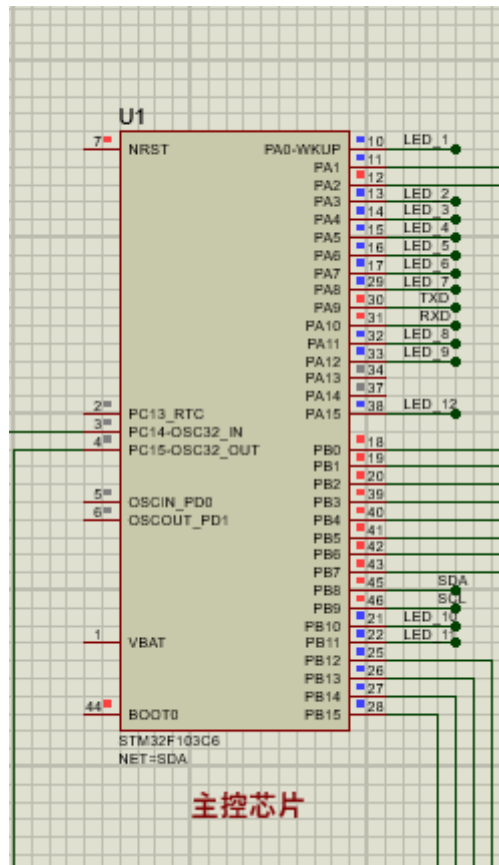 U1
7 NRST PA0-WKUP 10 LED_1
PA1 11
PA2 12
PA3 13 LED_2
PA4 14 LED_3
PA5 15 LED_4
PA6 16 LED_5
PA7 17 LED_6
PA8 29 LED_7
PA9 30 TXD
PA10 31 RXD
PA11 32 LED_8
PA12 33 LED_9
PA13 34
PA14 37
2 PC13_RTC PA15 38 LED_12
3 PC14-OSC32_IN
4 PC15-OSC32_OUT PB0 18
PB1 19
PB2 20
5 OSCIN_PD0 PB3 39
6 OSCOUT_PD1 PB4 40
PB5 41
PB6 42
PB7 43
PB8 45 SDA
PB9 46 SCL
PB10 21 LED_10
1 VBAT PB11 22 LED_11
PB12 25
PB13 26
PB14 27
44 BOOT0 PB15 28
STM32F103C6
NET=SDA
主控芯片